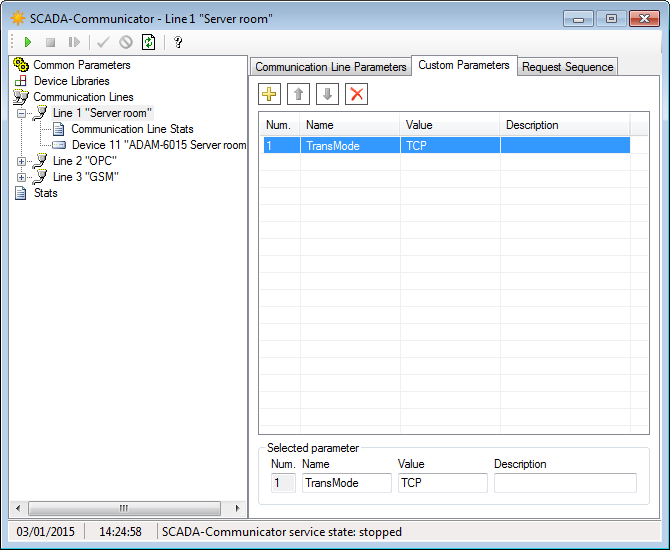 SCADA-Communicator - Line 1 "Server room"
?
Common Parameters
Device Libraries
Communication Lines
Line 1 "Server room"
Communication Line Stats
Device 11 "ADAM-6015 Server room
Line 2 "OPC"
Line 3 "GSM"
Stats
Communication Line Parameters Custom Parameters Request Sequence
Num. Name Value Description
1 TransMode TCP
Selected parameter
Num. Name Value Description
1 TransMode TCP
03/01/2015 14:24:58 SCADA-Communicator service state: stopped